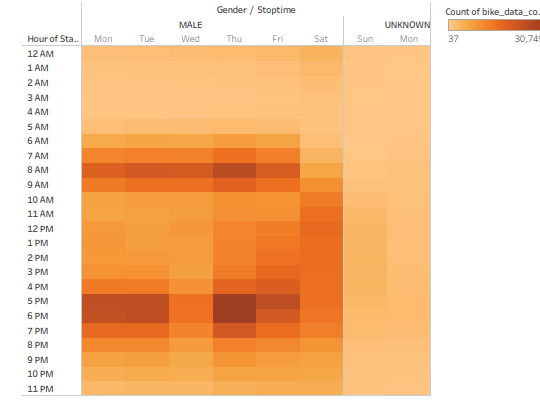 Gender / Stoptime
MALE UNKNOWN
Hour of Sta.. Mon Tue Wed Thu Fri Sat Sun Mon
12 AM
1 AM
2 AM
3 AM
4 AM
5 AM
6 AM
7 AM
8 AM
9 AM
10 AM
11 AM
12 PM
1 PM
2 PM
3 PM
4 PM
5 PM
6 PM
7 PM
8 PM
9 PM
10 PM
11 PM
Count of bike_data_co..
37 30,749